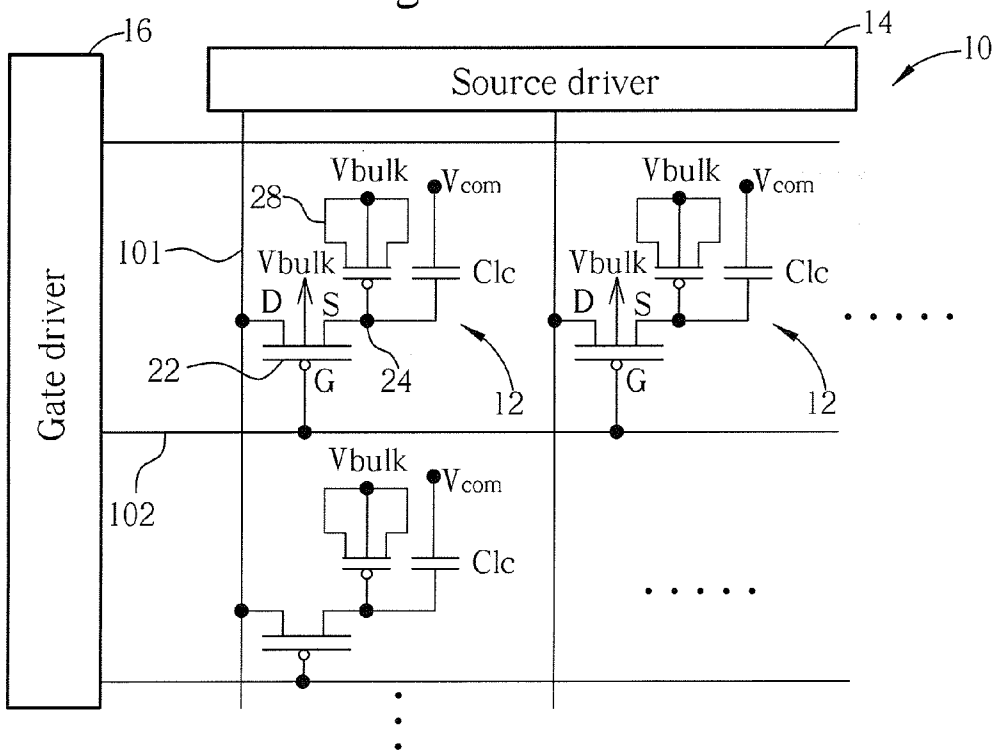 16
14
10
Source driver
Gate driver
Vbulk
Vcom
28
101
Vbulk
Clc
D
S
22
G
24
12
Vbulk
Vcom
Vbulk
Clc
D
S
G
12
102
Vbulk
Vcom
Clc